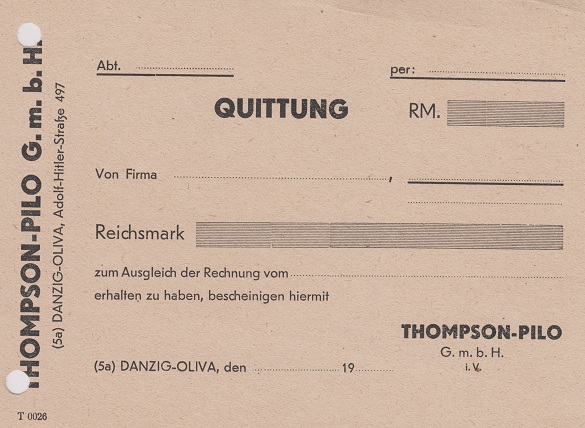 THOMPSON-PILO G. m. b. H.
(5a) DANZIG-OLIVA, Adolf-Hitler-Straße 497
Abt.
per:
QUITTUNG
RM.
Von Firma
,
Reichsmark
zum Ausgleich der Rechnung vom
erhalten zu haben, bescheinigen hiermit
THOMPSON-PILO
G. m. b. H.
i. V.
(5a) DANZIG-OLIVA, den 19
T 0026